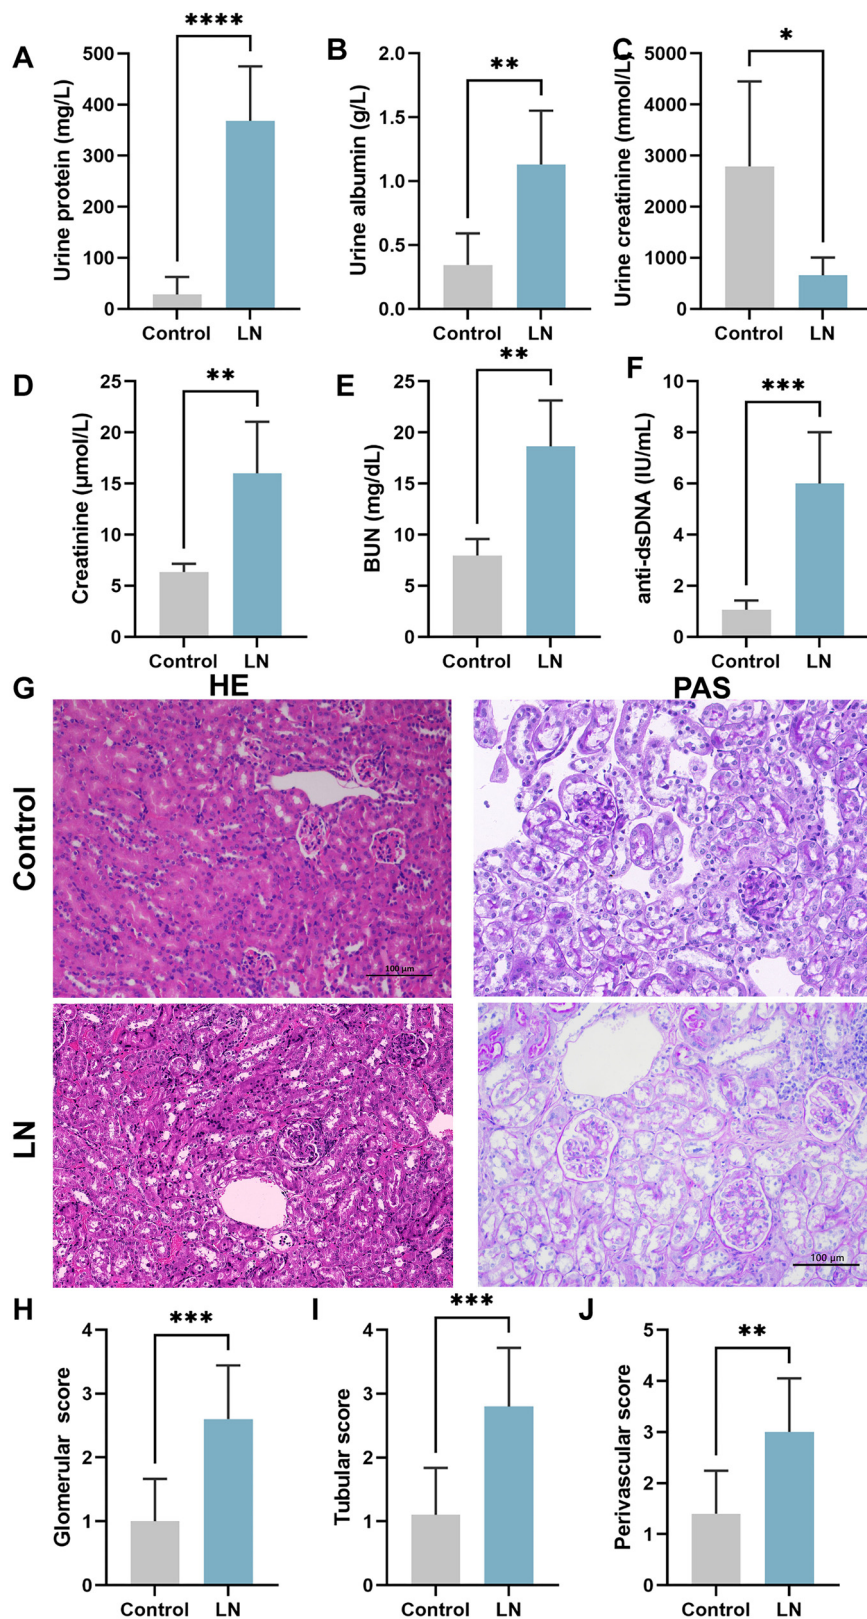 A
Urine protein (mg/L)
500
400
300
200
100
0
****
Control LN
B
Urine albumin (g/L)
2.0
1.5
1.0
0.5
0.0
**
Control LN
C
Urine creatinine (mmol/L)
5000
4000
3000
2000
1000
0
*
Control LN
D
Creatinine (μmol/L)
25
20
15
10
5
0
**
Control LN
E
BUN (mg/dL)
25
20
15
10
5
0
**
Control LN
F
anti-dsDNA (IU/mL)
10
8
6
4
2
0
***
Control LN
G
HE PAS
Control
100 μm
LN
100 μm
H
Glomerular score
4
3
2
1
0
***
Control LN
I
Tubular score
4
3
2
1
0
***
Control LN
J
Perivascular score
5
4
3
2
1
0
**
Control LN